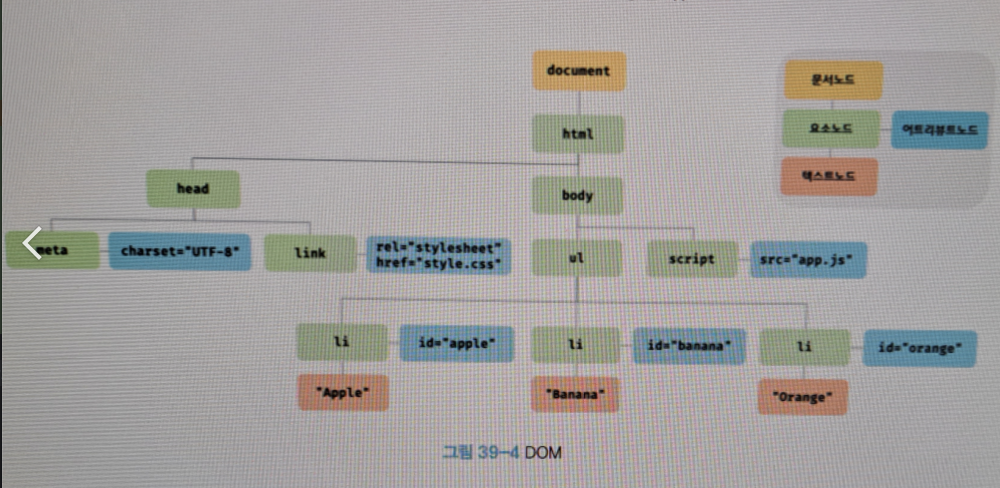 document
문서노드
html
요소노드
어트리뷰트노드
텍스트노드
head
body
meta
charset="UTF-8"
link
rel="stylesheet"
href="style.css"
ul
script
src="app.js"
li
id="apple"
li
id="banana"
li
id="orange"
"Apple"
"Banana"
"Orange"
그림 39-4 DOM